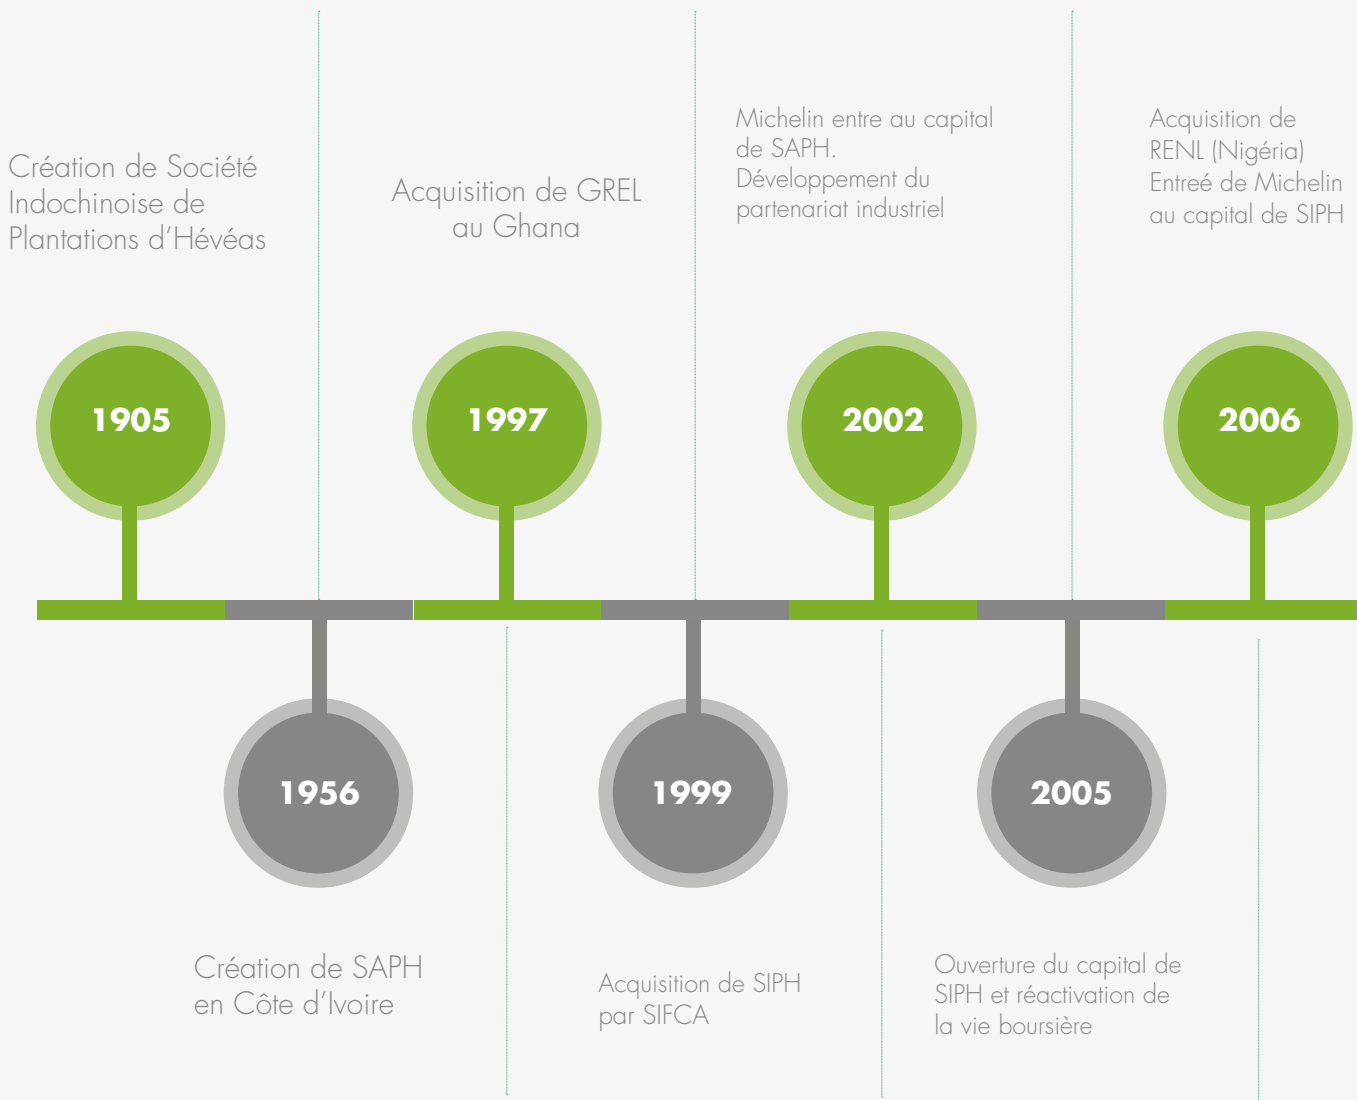 Création de Société
Indochinoise de
Plantations d'Hévéas
1905
1956
Création de SAPH
en Côte d'Ivoire
Acquisition de GREL
au Ghana
1997
1999
Acquisition de SIPH
par SIFCA
Michelin entre au capital
de SAPH.
Développement du
partenariat industriel
2002
2005
Ouverture du capital de
SIPH et réactivation de
la vie boursière
Acquisition de
RENL (Nigéria)
Entreé de Michelin
au capital de SIPH
2006